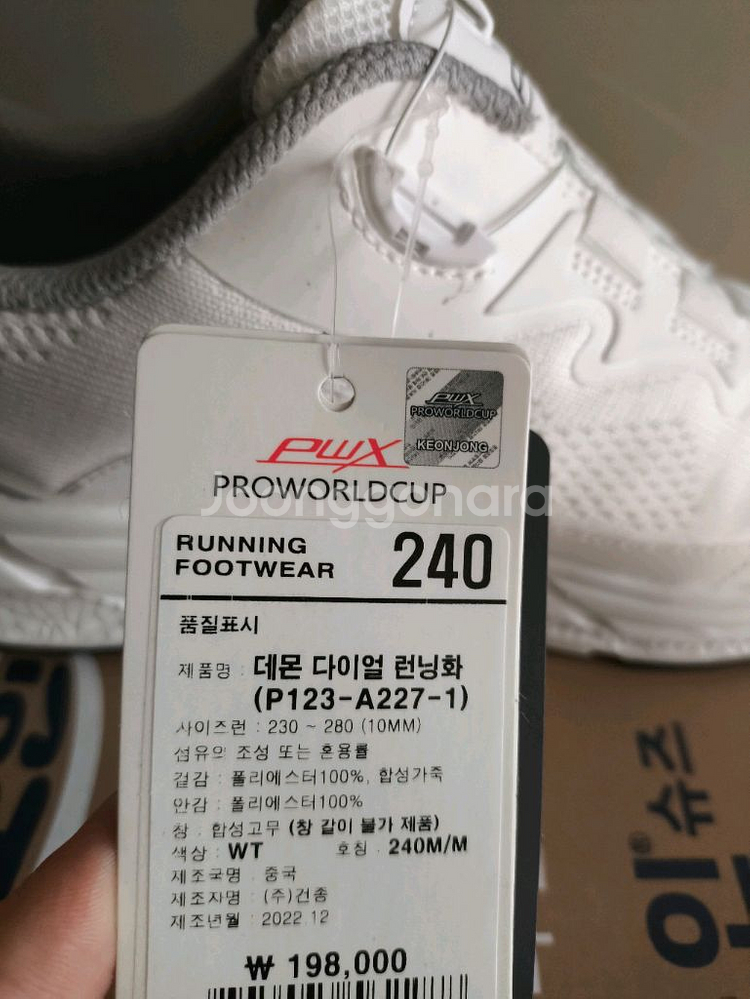 PWX
PROWORLDCUP
KEONJONG
PWX
PROWORLDCUP
Joonggonara
RUNNING
FOOTWEAR
240
품질표시
제품명 : 데몬 다이얼 런닝화
(P123-A227-1)
사이즈런 : 230 ~ 280 (10MM)
섬유의 조성 또는 혼용률
겉감 : 폴리에스터100%, 합성가죽
안감 : 폴리에스터100%
창 : 합성고무 (창 갈이 불가 제품)
색상 : WT 호칭 : 240M/M
제조국명 : 중국
제조자명 : (주)건종
제조년월 : 2022.12
₩ 198,000
슈즈